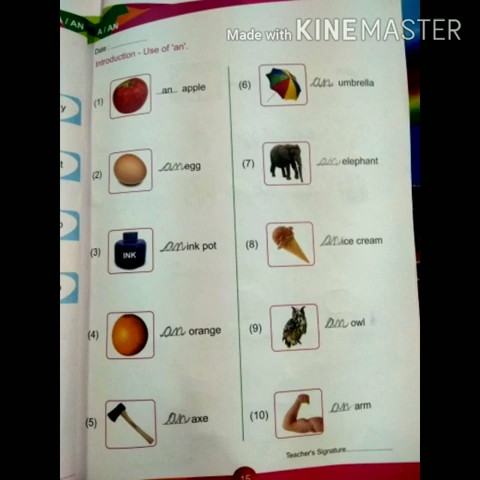 Made with KINEMASTER
A / AN
A / AN
Date :
Introduction - Use of 'an'.
(1) an apple
(2) an egg
(3) INK an ink pot
(4) an orange
(5) an axe
(6) an umbrella
(7) an elephant
(8) an ice cream
(9) an owl
(10) an arm
Teacher's Signature
15